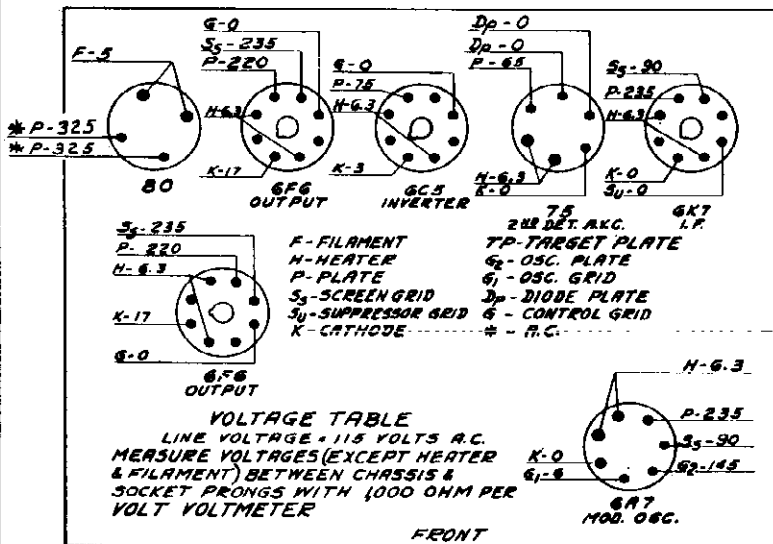 F-5
* P-325
* P-325
80
G-0
S5-235
P-220
H-6.3
K-17
6F6
OUTPUT
G-0
P-75
H-6.3
K-3
6C5
INVERTER
DP-0
DP-0
P-65
H-6.3
K-0
75
2ND DET. A.V.C.
S5-90
P-235
H-6.3
K-0
SU-0
6K7
I.F.
S5-235
P-220
H-6.3
K-17
G-0
6F6
OUTPUT
F-FILAMENT
H-HEATER
P-PLATE
S5-SCREEN GRID
SU-SUPPRESSOR GRID
K-CATHODE
TP-TARGET PLATE
G2-OSC. PLATE
G1-OSC. GRID
DP-DIODE PLATE
G - CONTROL GRID
* - A.C.
VOLTAGE TABLE
LINE VOLTAGE = 115 VOLTS A.C.
MEASURE VOLTAGES (EXCEPT HEATER
& FILAMENT) BETWEEN CHASSIS &
SOCKET PRONGS WITH 1,000 OHM PER
VOLT VOLTMETER
H-6.3
P-235
S5-90
G2-145
K-0
G1-6
6A7
MOD. OSC.
FRONT